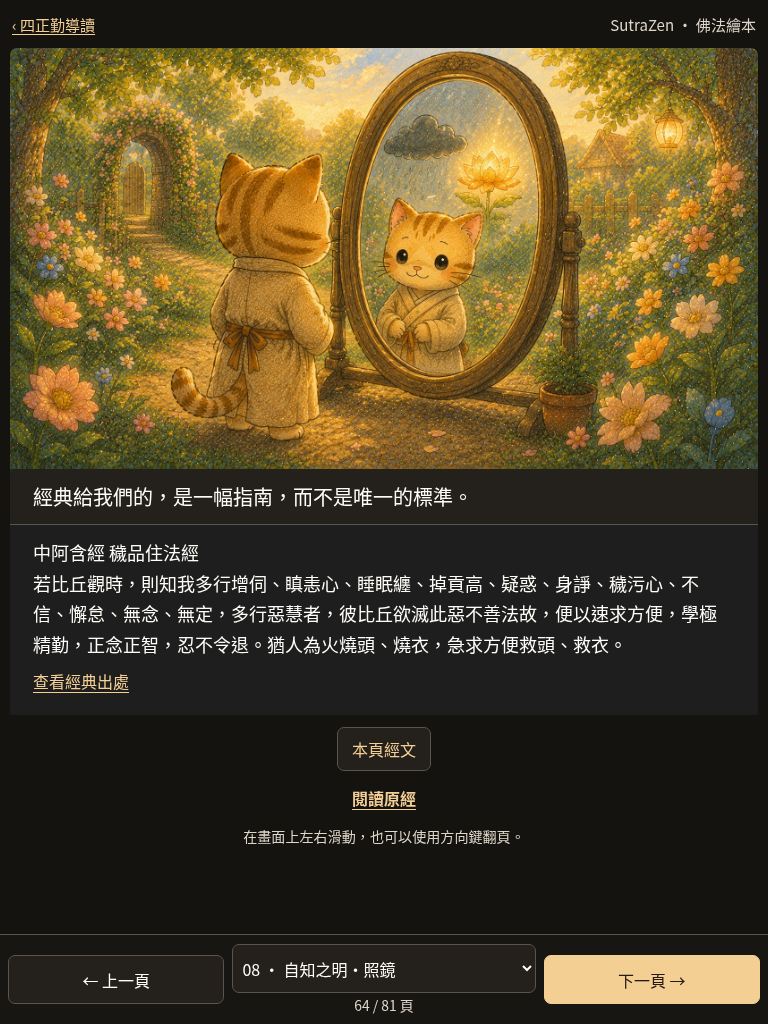 ‹ 四正勤導讀
SutraZen ・ 佛法繪本
經典給我們的，是一幅指南，而不是唯一的標準。
中阿含經 穢品住法經
若比丘觀時，則知我多行增伺、瞋恚心、睡眠纏、掉貢高、疑惑、身諍、穢污心、不
信、懈怠、無念、無定，多行惡慧者，彼比丘欲滅此惡不善法故，便以速求方便，學極
精勤，正念正智，忍不令退。猶人為火燒頭、燒衣，急求方便救頭、救衣。
查看經典出處
本頁經文
閱讀原經
在畫面上左右滑動，也可以使用方向鍵翻頁。
← 上一頁
08 ・ 自知之明・照鏡
64 / 81 頁
下一頁 →